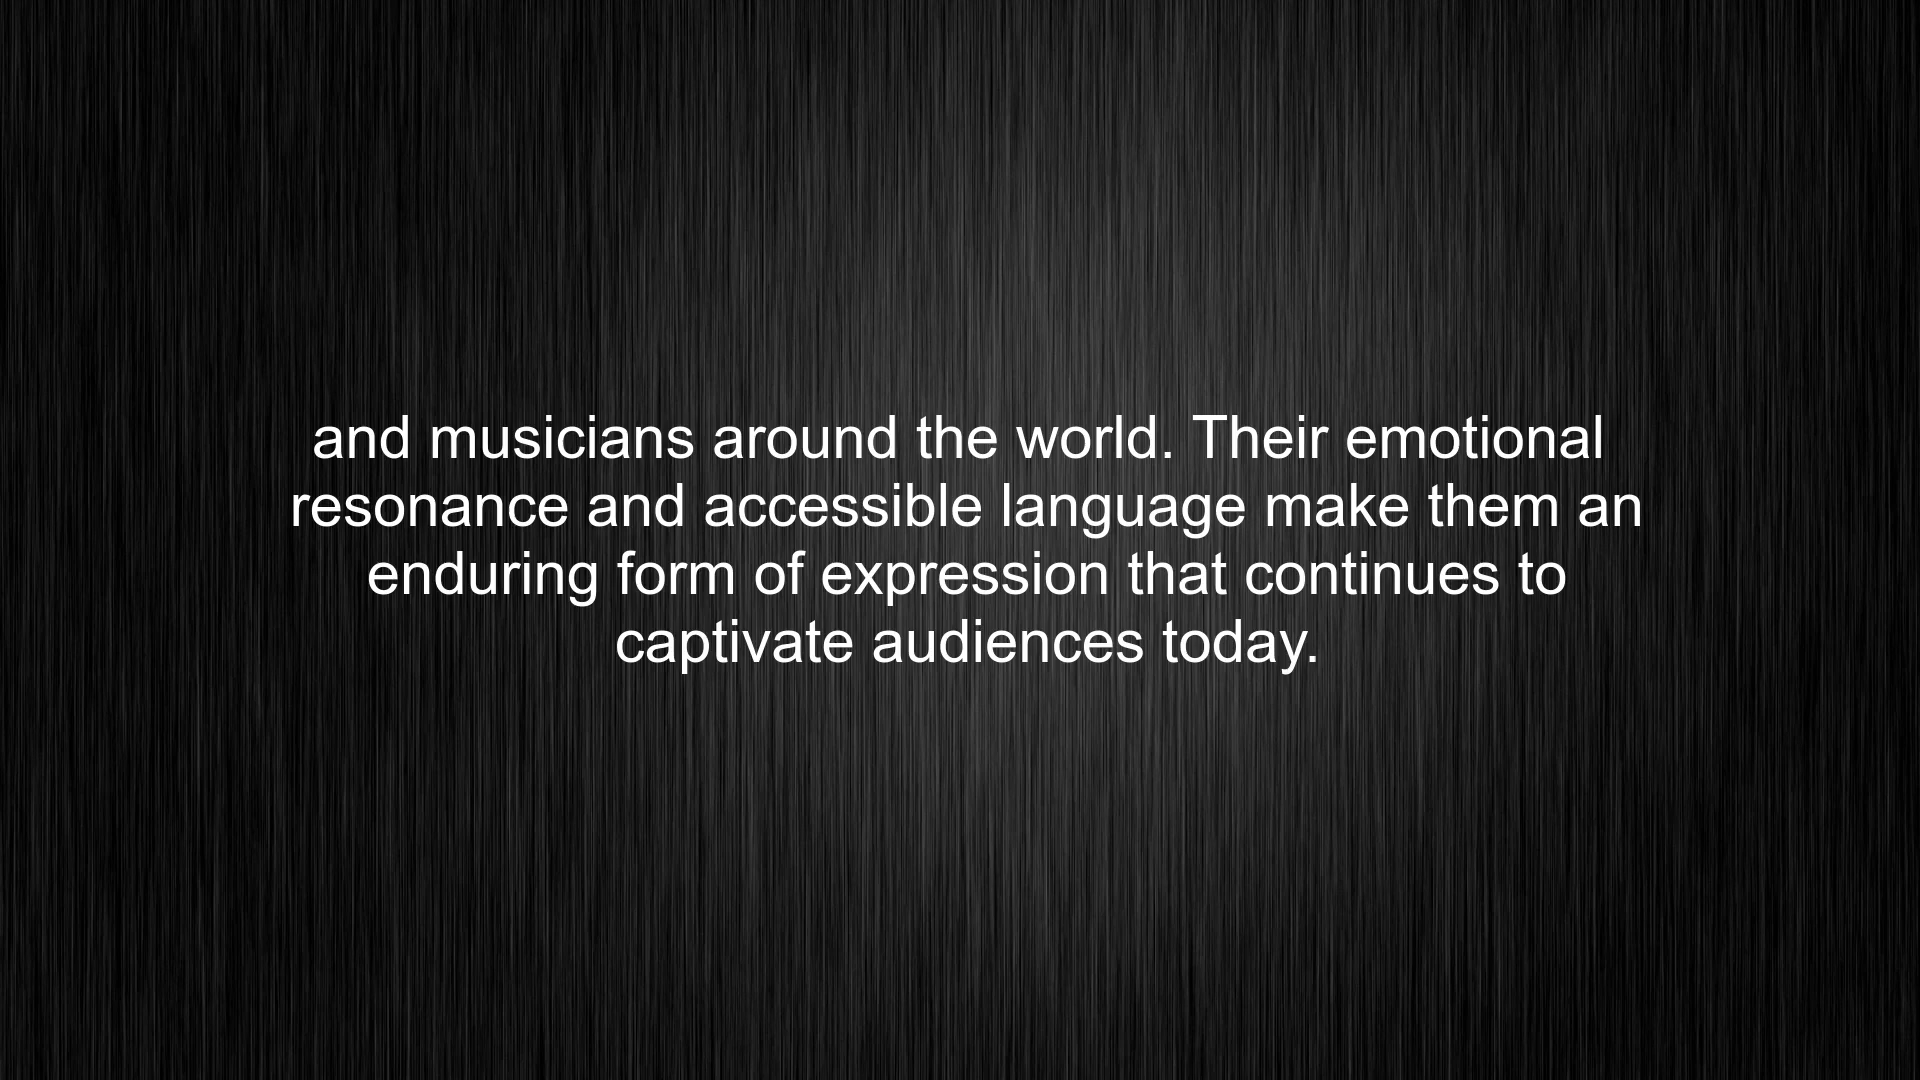 and musicians around the world. Their emotional
resonance and accessible language make them an
enduring form of expression that continues to
captivate audiences today.